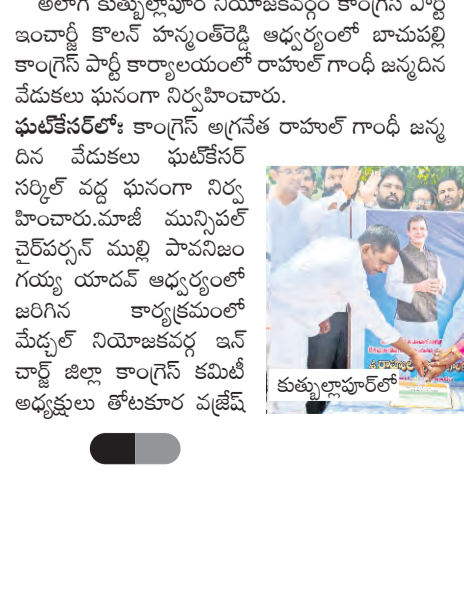 అలాగే కుత్బుల్లాపూర్ నియోజకవర్గం కాంగ్రెస్ పార్టీ
ఇంచార్జీ కొలన్ హన్మంత్‌రెడ్డి ఆధ్వర్యంలో బాచుపల్లి
కాంగ్రెస్ పార్టీ కార్యాలయంలో రాహుల్ గాంధీ జన్మదిన
వేడుకలు ఘనంగా నిర్వహించారు.
ఘట్‌కేసర్‌లో: కాంగ్రెస్ అగ్రనేత రాహుల్ గాంధీ జన్మ
దిన వేడుకలు ఘట్‌కేసర్
సర్కిల్ వద్ద ఘనంగా నిర్వ
హించారు.మాజీ మున్సిపల్
చైర్‌పర్సన్ ముల్లి పావనిజం
గయ్య యాదవ్ ఆధ్వర్యంలో
జరిగిన కార్యక్రమంలో
మేడ్చల్ నియోజకవర్గ ఇన్
చార్జ్ జిల్లా కాంగ్రెస్ కమిటీ
అధ్యక్షులు తోటకూర వజ్రేష్
కుత్బుల్లాపూర్‌లో